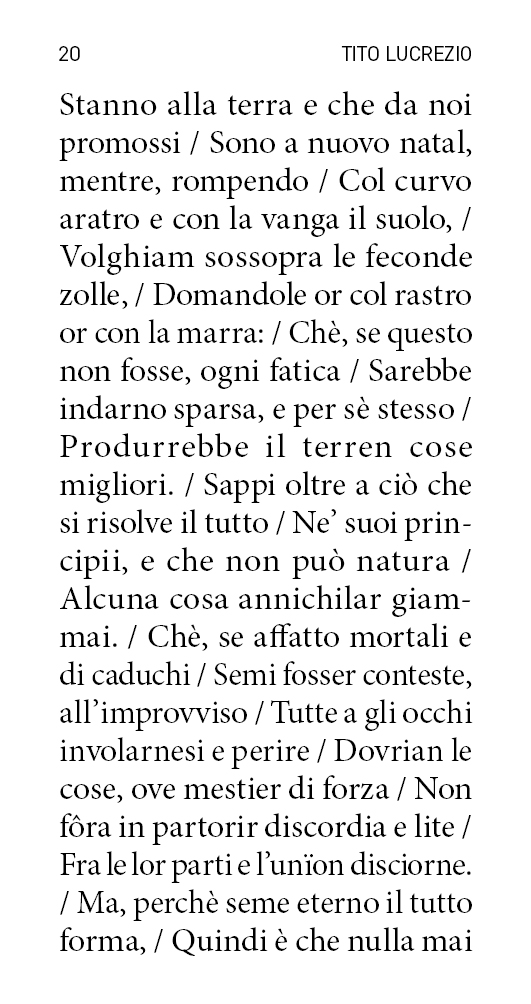 20 TITO LUCREZIO
Stanno alla terra e che da noi
promossi / Sono a nuovo natal,
mentre, rompendo / Col curvo
aratro e con la vanga il suolo, /
Volghiam sossopra le feconde
zolle, / Domandole or col rastro
or con la marra: / Chè, se questo
non fosse, ogni fatica / Sarebbe
indarno sparsa, e per sè stesso /
Produrrebbe il terren cose
migliori. / Sappi oltre a ciò che
si risolve il tutto / Ne’ suoi prin-
cipii, e che non può natura /
Alcuna cosa annichilar giam-
mai. / Chè, se affatto mortali e
di caduchi / Semi fosser conteste,
all’improvviso / Tutte a gli occhi
involarnesi e perire / Dovrian le
cose, ove mestier di forza / Non
fôra in partorir discordia e lite /
Fra le lor parti e l’unïon disciorne.
/ Ma, perchè seme eterno il tutto
forma, / Quindi è che nulla mai